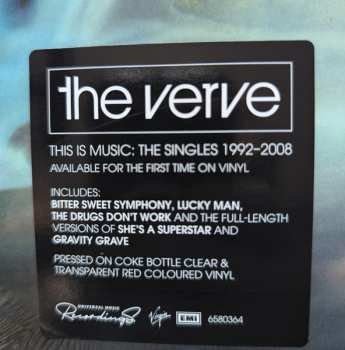 the verve
THIS IS MUSIC: THE SINGLES 1992–2008
AVAILABLE FOR THE FIRST TIME ON VINYL
INCLUDES:
BITTER SWEET SYMPHONY, LUCKY MAN,
THE DRUGS DON'T WORK AND THE FULL-LENGTH
VERSIONS OF SHE'S A SUPERSTAR AND
GRAVITY GRAVE
PRESSED ON COKE BOTTLE CLEAR &
TRANSPARENT RED COLOURED VINYL
UNIVERSAL MUSIC
Recordings Virgin EMI 6580364